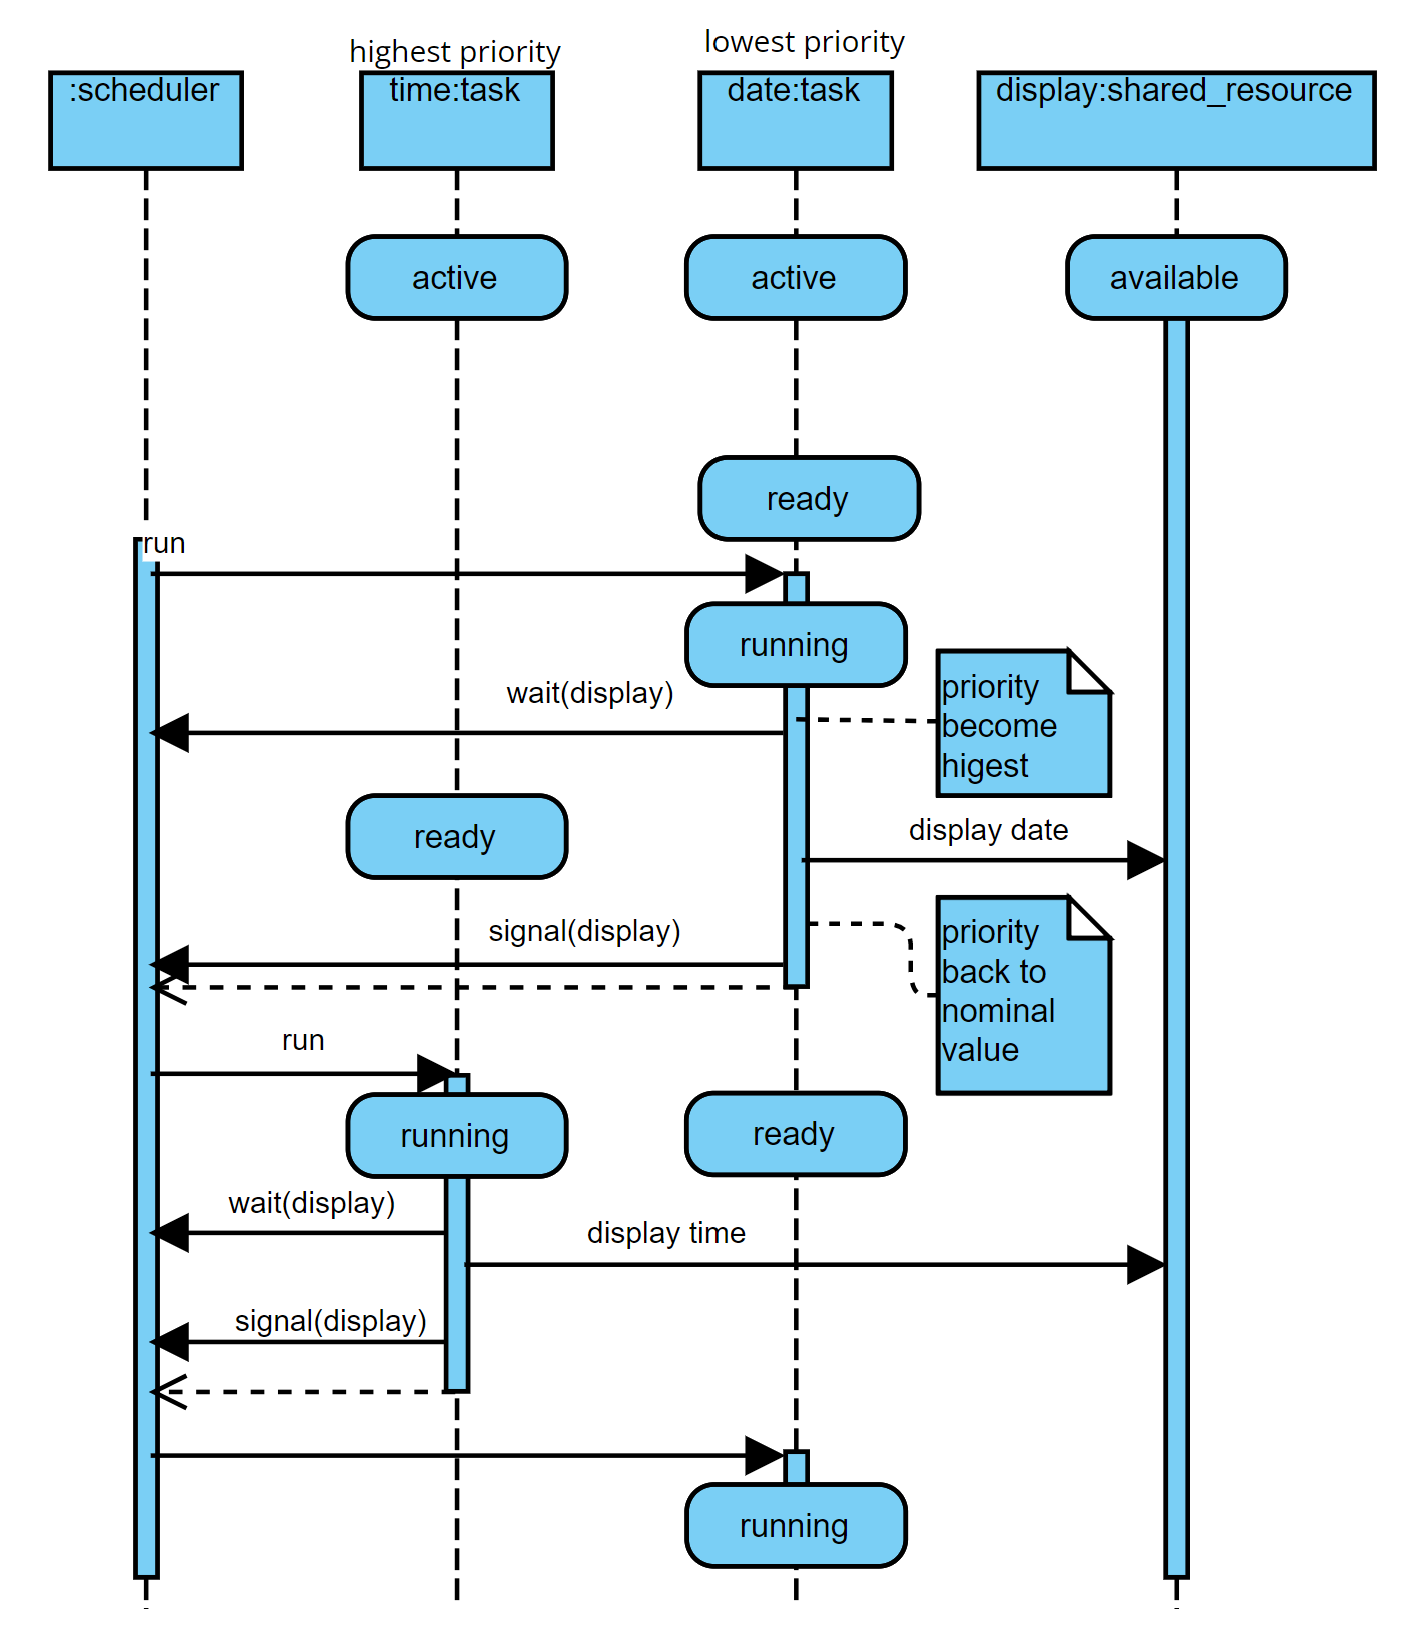 highest priority
lowest priority
:scheduler
time:task
date:task
display:shared_resource
active
active
available
ready
run
running
priority
become
higest
wait(display)
ready
display date
signal(display)
priority
back to
nominal
value
run
running
ready
wait(display)
display time
signal(display)
running